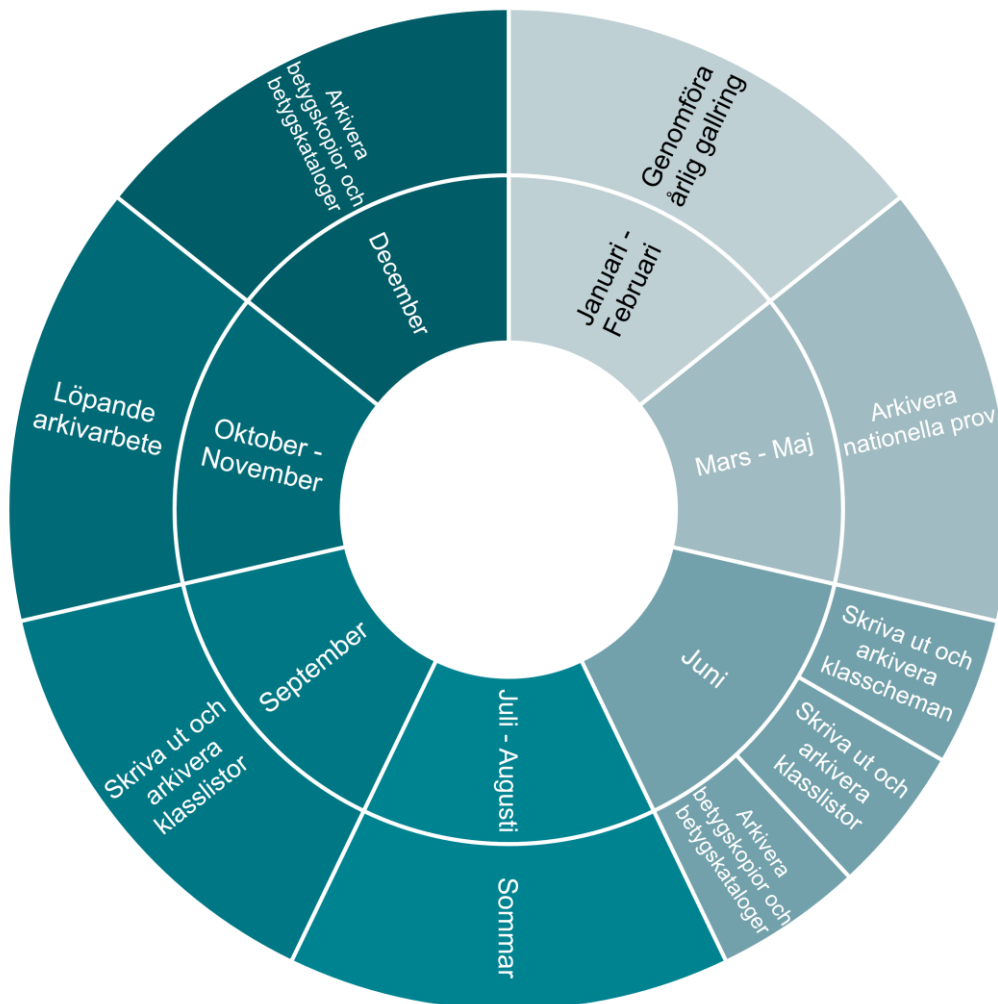 Genomföra
årlig gallring
Januari -
Februari
Arkivera
nationella prov
Mars - Maj
Skriva ut och
arkivera
klasscheman
Skriva ut och
arkivera
klasslistor
Arkivera
betygskopior och
betygskataloger
Juni
Sommar
Juli - Augusti
Skriva ut och
arkivera
klasslistor
September
Löpande
arkivarbete
Oktober -
November
Arkivera
betygskopior och
betygskataloger
December